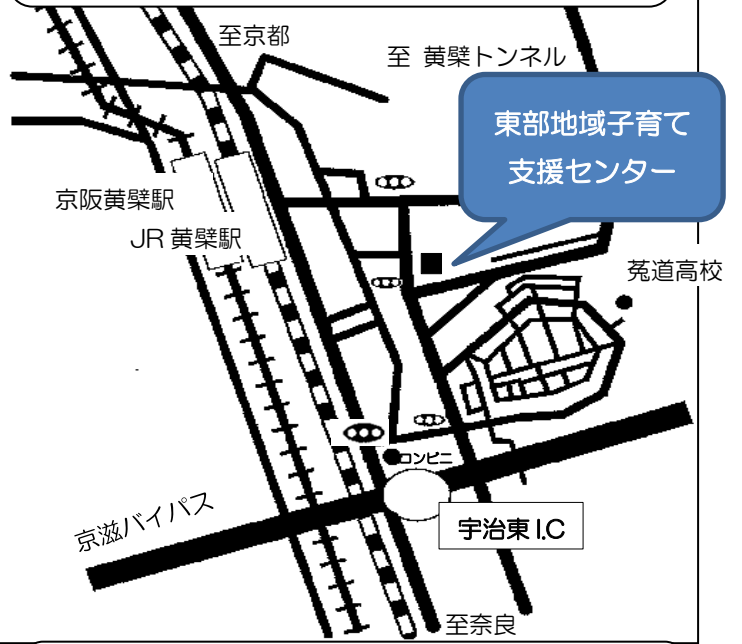 至京都
至 黄檗トンネル
東部地域子育て
支援センター
京阪黄檗駅
JR 黄檗駅
菟道高校
コンビニ
京滋バイパス
宇治東 I.C
至奈良